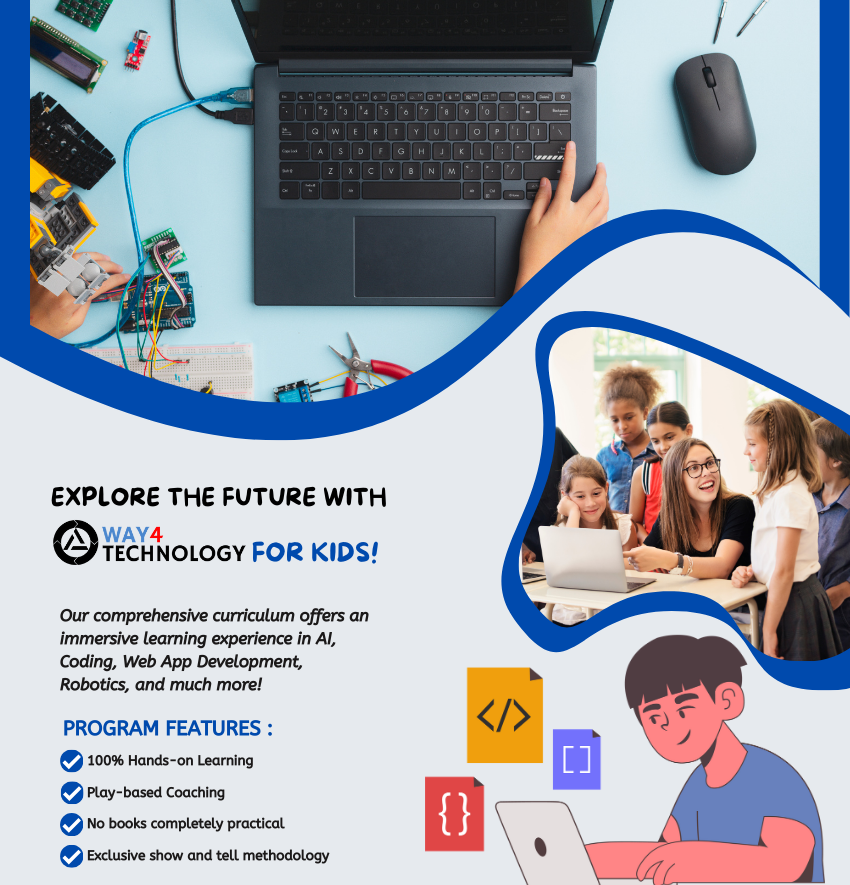 EXPLORE THE FUTURE WITH
WAY4
TECHNOLOGY FOR KIDS!
Our comprehensive curriculum offers an
immersive learning experience in AI,
Coding, Web App Development,
Robotics, and much more!
PROGRAM FEATURES :
100% Hands-on Learning
Play-based Coaching
No books completely practical
Exclusive show and tell methodology